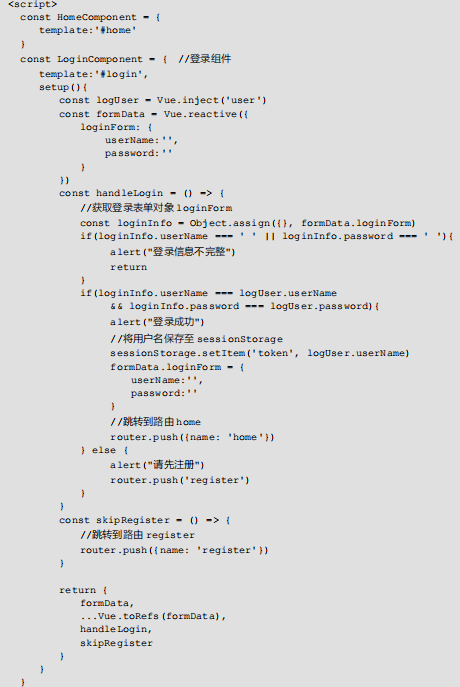 <script>
const HomeComponent = {
template:'#home'
}
const LoginComponent = { //登录组件
template:'#login',
setup(){
const logUser = Vue.inject('user')
const formData = Vue.reactive({
loginForm: {
userName:'',
password:''
}
})
const handleLogin = () => {
//获取登录表单对象 loginForm
const loginInfo = Object.assign({}, formData.loginForm)
if(loginInfo.userName === ' ' || loginInfo.password === ' '){
alert("登录信息不完整")
return
}
if(loginInfo.userName === logUser.userName
&& loginInfo.password === logUser.password){
alert("登录成功")
//将用户名保存至 sessionStorage
sessionStorage.setItem('token', logUser.userName)
formData.loginForm = {
userName:'',
password:''
}
//跳转到路由 home
router.push({name: 'home'})
} else {
alert("请先注册")
router.push('register')
}
}
const skipRegister = () => {
//跳转到路由 register
router.push({name: 'register'})
}
return {
formData,
...Vue.toRefs(formData),
handleLogin,
skipRegister
}
}
}